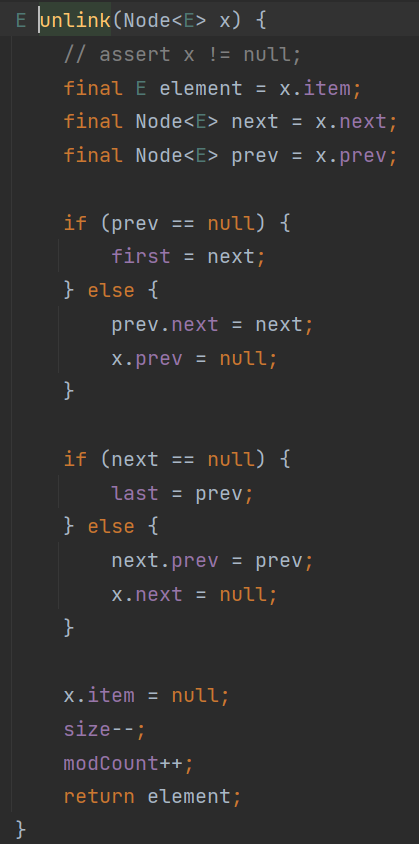 E unlink(Node<E> x) {
    // assert x != null;
    final E element = x.item;
    final Node<E> next = x.next;
    final Node<E> prev = x.prev;

    if (prev == null) {
        first = next;
    } else {
        prev.next = next;
        x.prev = null;
    }

    if (next == null) {
        last = prev;
    } else {
        next.prev = prev;
        x.next = null;
    }

    x.item = null;
    size--;
    modCount++;
    return element;
}